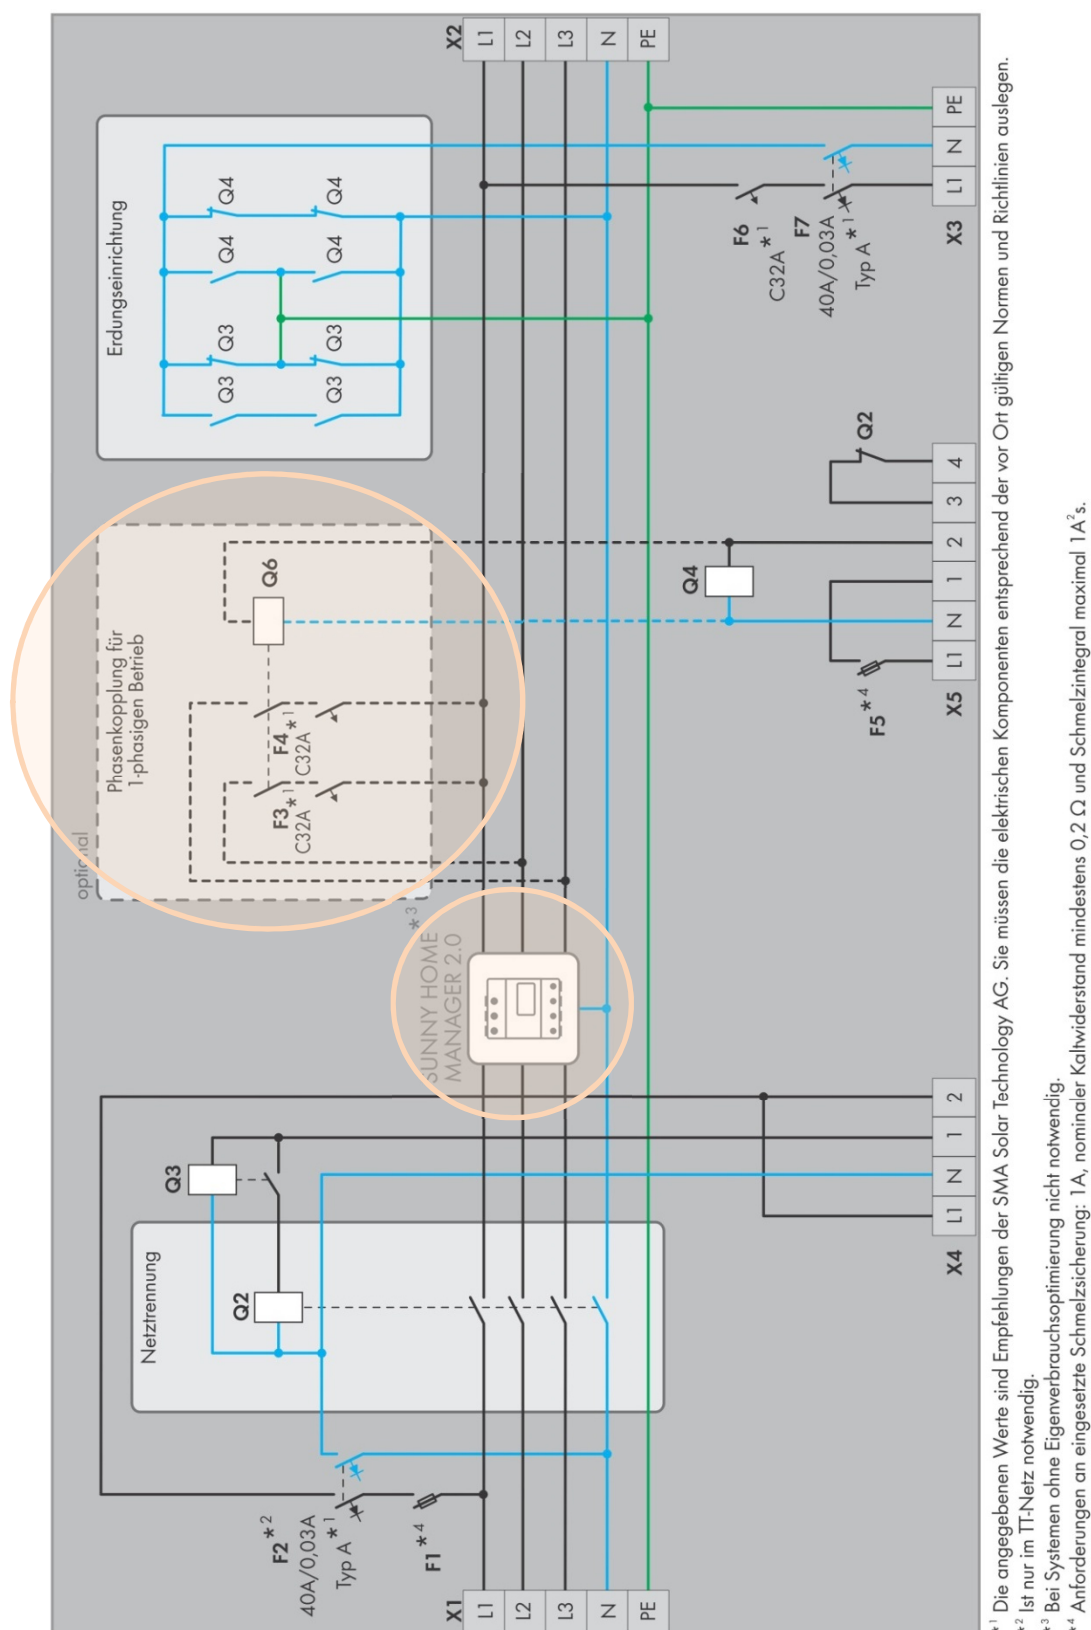 X2
L1
L2
L3
N
PE
Erdungseinrichtung
Q4
Q4
Q4
Q4
Q3
Q3
Q3
Q3
PE
N
L1
X3
F6
C32A *1
F7
40A/0,03A
Typ A *1
optional
Phasenkopplung für
1-phasigen Betrieb
Q6
F4 *1
C32A
F3 *1
C32A
Q2
Q4
4
3
2
1
N
L1
X5
F5 *4
SUNNY HOME *3
MANAGER 2.0
Netztrennung
Q3
Q2
2
1
N
L1
X4
F2 *2
40A/0,03A
Typ A *1
F1 *4
X1
L1
L2
L3
N
PE
*1 Die angegebenen Werte sind Empfehlungen der SMA Solar Technology AG. Sie müssen die elektrischen Komponenten entsprechend der vor Ort gültigen Normen und Richtlinien auslegen.
*2 Ist nur im TT-Netz notwendig.
*3 Bei Systemen ohne Eigenverbrauchsoptimierung nicht notwendig.
*4 Anforderungen an eingesetzte Schmelzsicherung: 1A, nominaler Kaltwiderstand mindestens 0,2 Ω und Schmelzintegral maximal 1A²s.